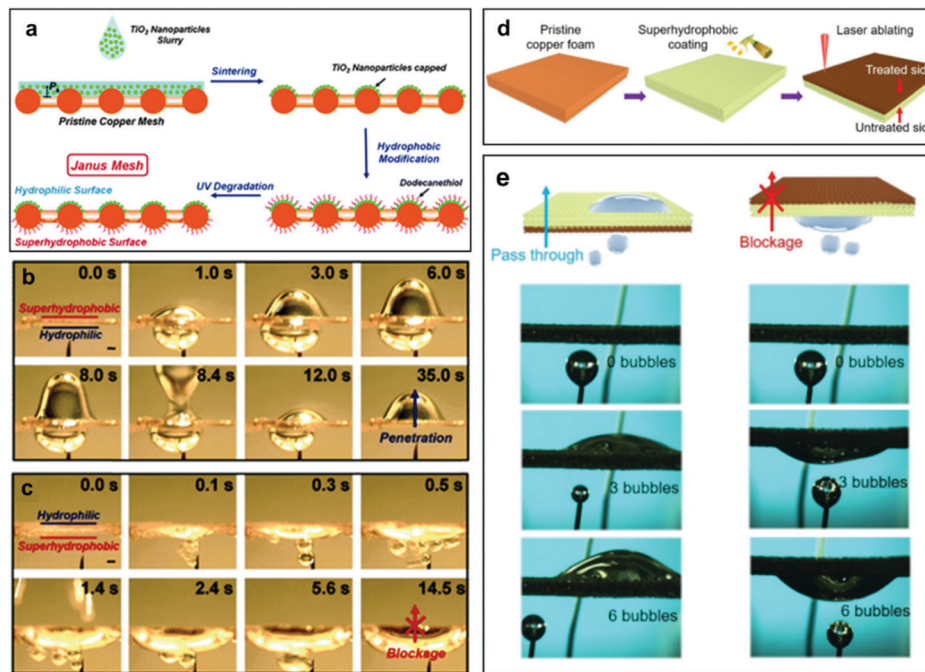 a
TiO2 Nanoparticles
Slurry
Sintering
TiO2 Nanoparticles capped
Pristine Copper Mesh
Janus Mesh
Hydrophobic
Modification
Hydrophilic Surface
UV Degradation
Dodecanethiol
Superhydrophobic Surface
b
0.0 s
1.0 s
3.0 s
6.0 s
Superhydrophobic
Hydrophilic
8.0 s
8.4 s
12.0 s
35.0 s
Penetration
c
0.0 s
0.1 s
0.3 s
0.5 s
Hydrophilic
Superhydrophobic
1.4 s
2.4 s
5.6 s
14.5 s
Blockage
d
Pristine
copper foam
Superhydrophobic
coating
Laser ablating
Treated side
Untreated side
e
Pass through
Blockage
0 bubbles
0 bubbles
3 bubbles
3 bubbles
6 bubbles
6 bubbles